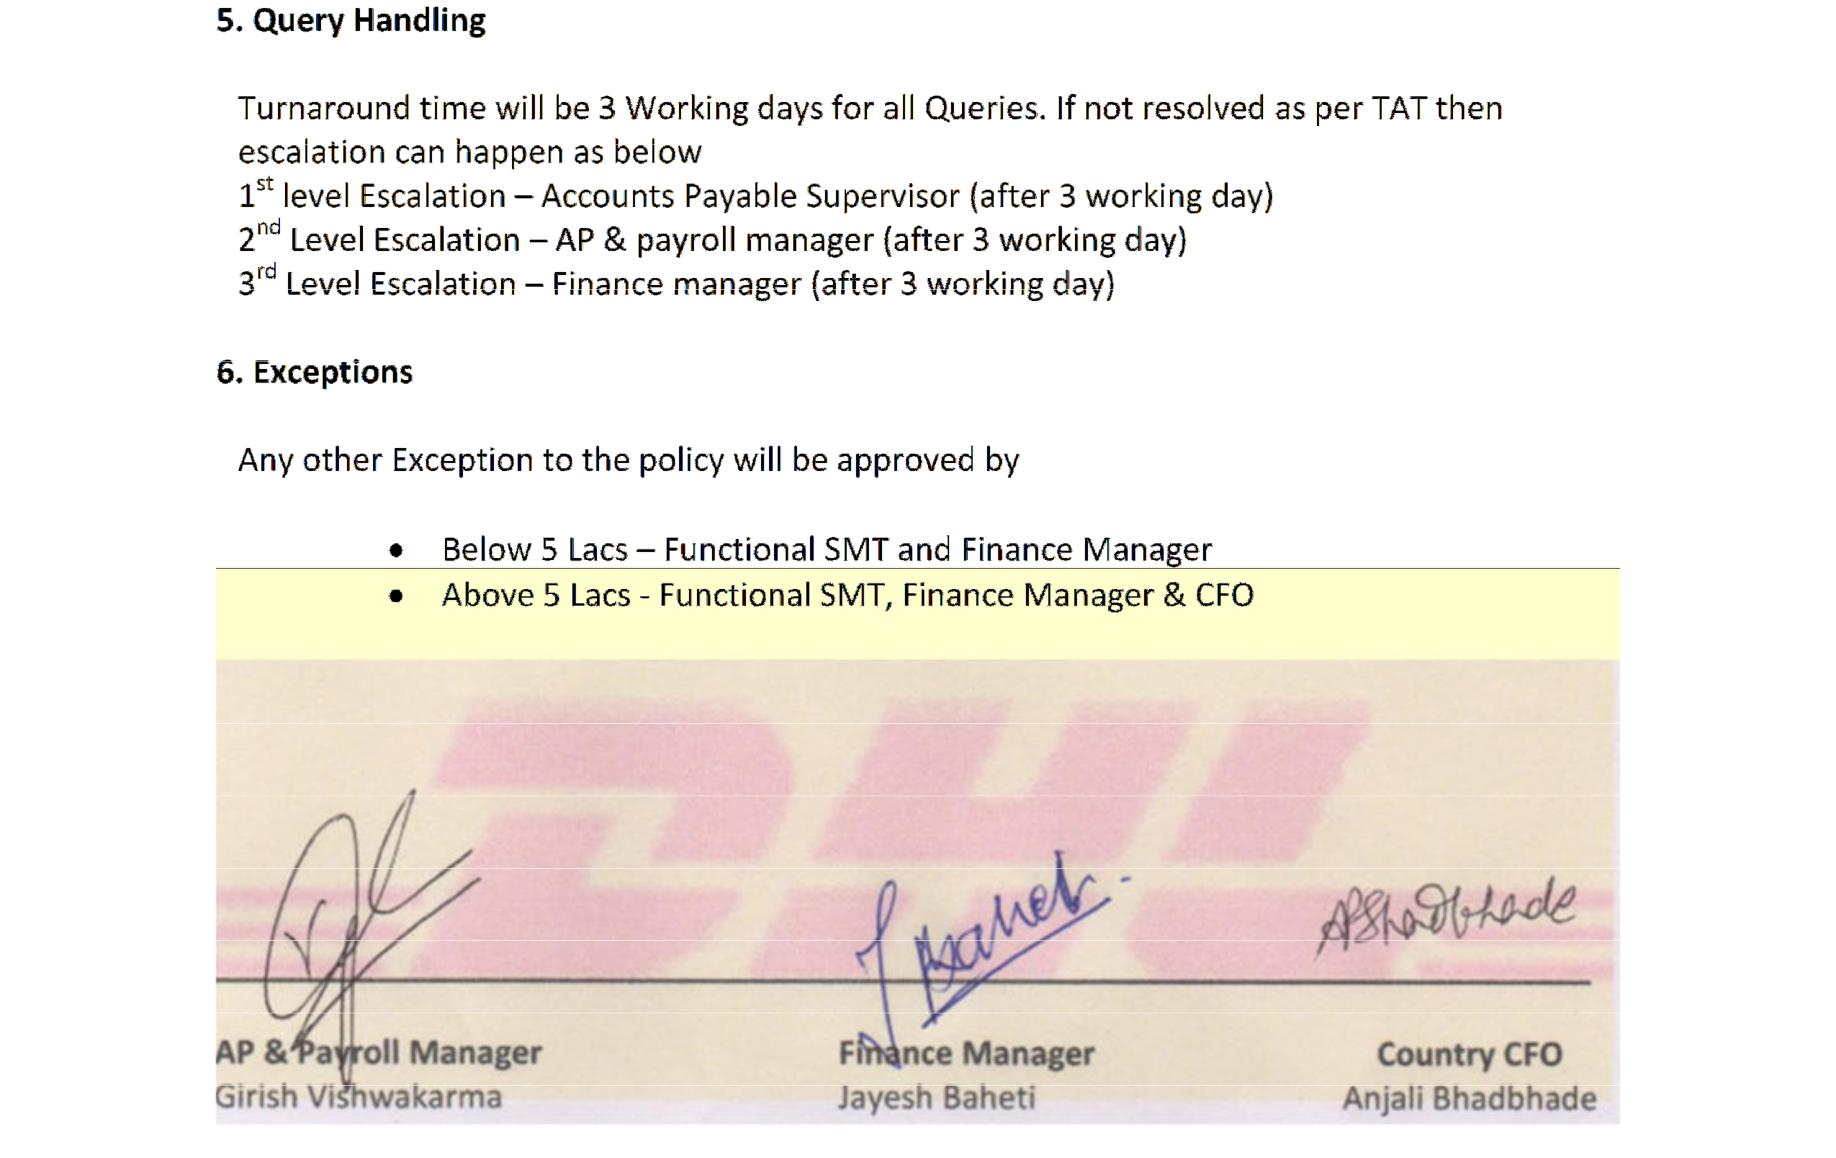 5. Query Handling
Turnaround time will be 3 Working days for all Queries. If not resolved as per TAT then
escalation can happen as below
1st level Escalation – Accounts Payable Supervisor (after 3 working day)
2nd Level Escalation – AP & payroll manager (after 3 working day)
3rd Level Escalation – Finance manager (after 3 working day)
6. Exceptions
Any other Exception to the policy will be approved by
• Below 5 Lacs – Functional SMT and Finance Manager
• Above 5 Lacs - Functional SMT, Finance Manager & CFO
DHL
J Baheti
ABhadbhade
AP & Payroll Manager Finance Manager Country CFO
Girish Vishwakarma Jayesh Baheti Anjali Bhadbhade